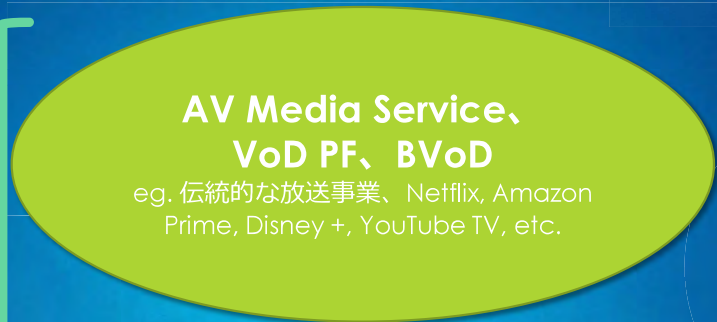 AV Media Service、
VoD PF、BVoD
eg. 伝統的な放送事業、Netflix, Amazon
Prime, Disney +, YouTube TV, etc.